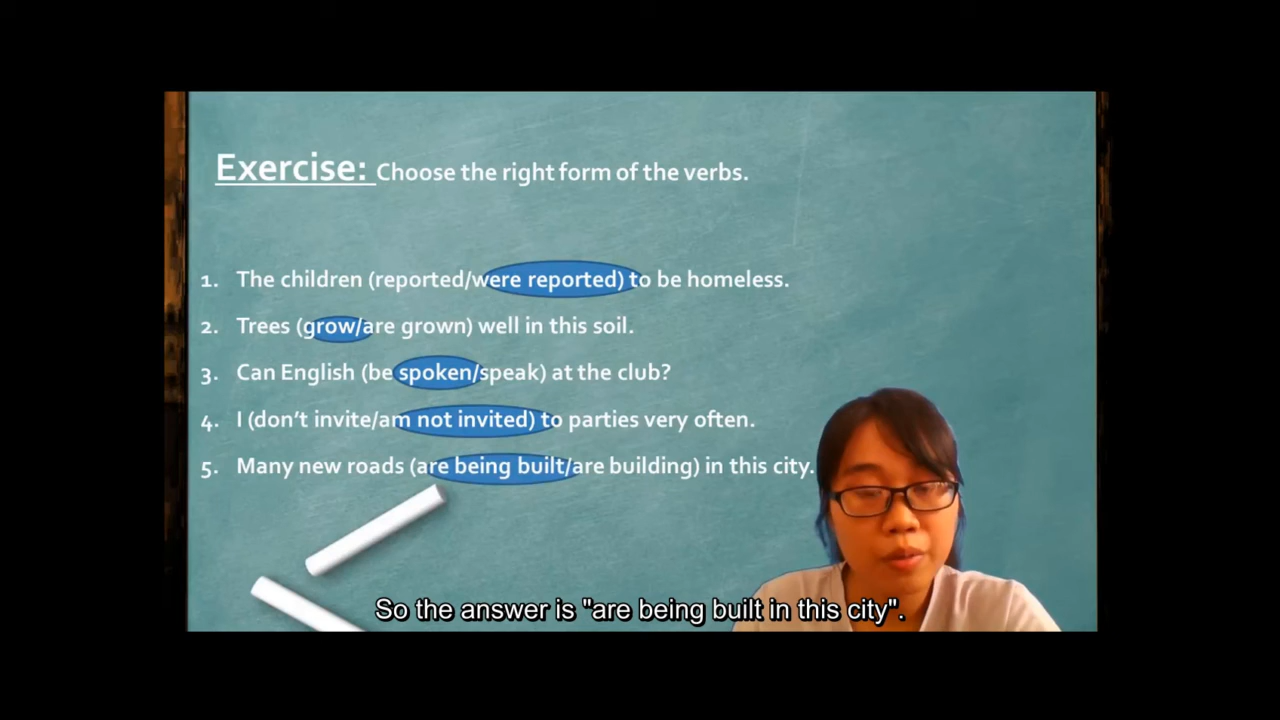 Exercise: Choose the right form of the verbs.
1. The children (reported/were reported) to be homeless.
2. Trees (grow/are grown) well in this soil.
3. Can English (be spoken/speak) at the club?
4. I (don’t invite/am not invited) to parties very often.
5. Many new roads (are being built/are building) in this city.
So the answer is "are being built in this city".